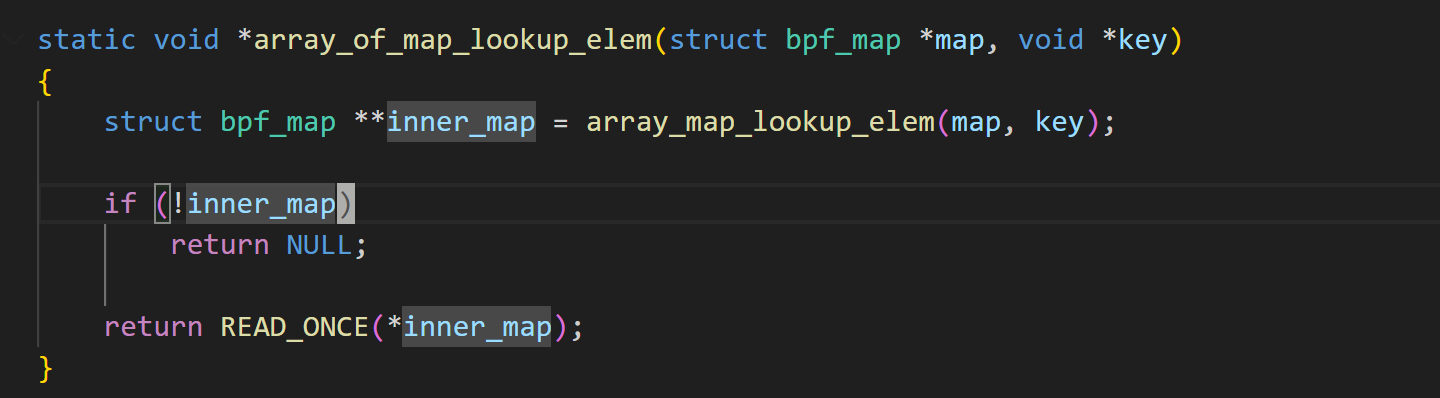 static void *array_of_map_lookup_elem(struct bpf_map *map, void *key)
{
    struct bpf_map **inner_map = array_map_lookup_elem(map, key);
    if (!inner_map)
        return NULL;
    return READ_ONCE(*inner_map);
}